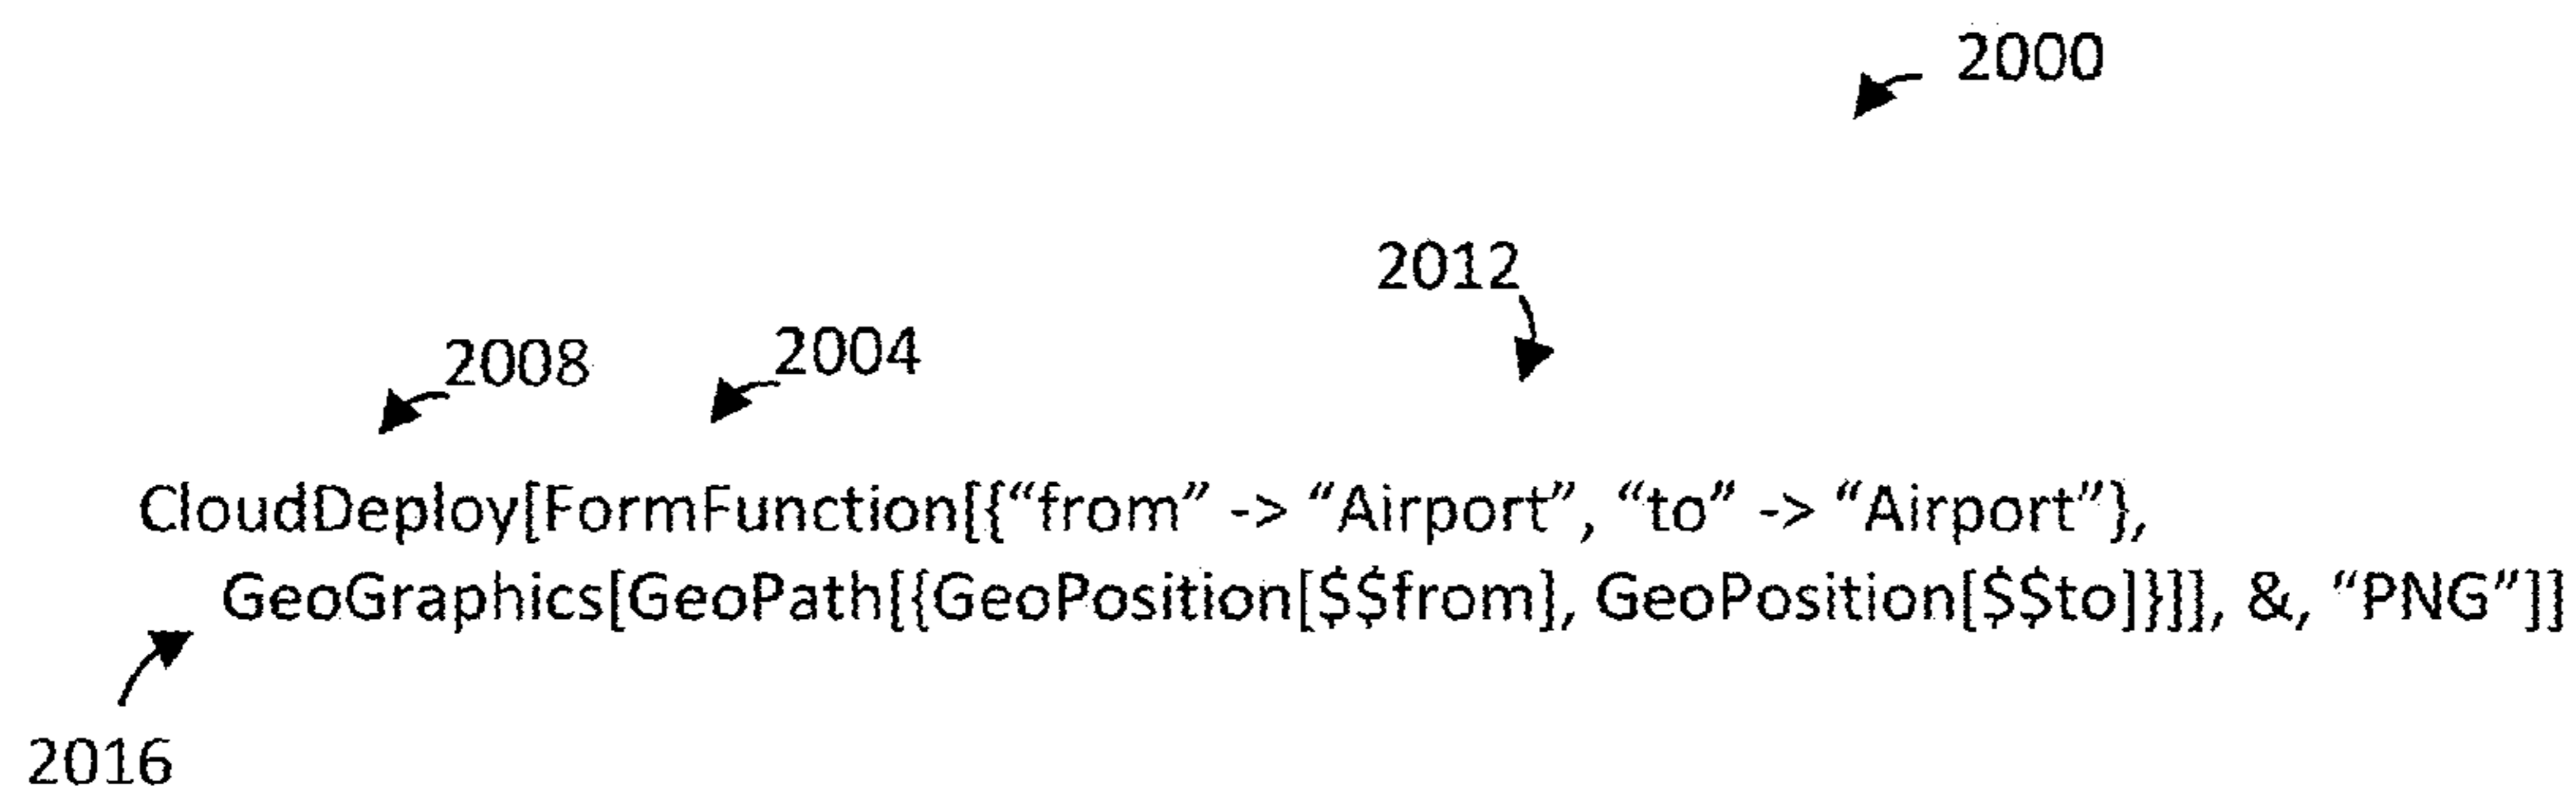 2000
2012
2008 2004
CloudDeploy[FormFunction[{“from” -> “Airport”, “to” -> “Airport”},
GeoGraphics[GeoPath[{GeoPosition[$$from], GeoPosition[$$to]}]], &, “PNG”]]
2016